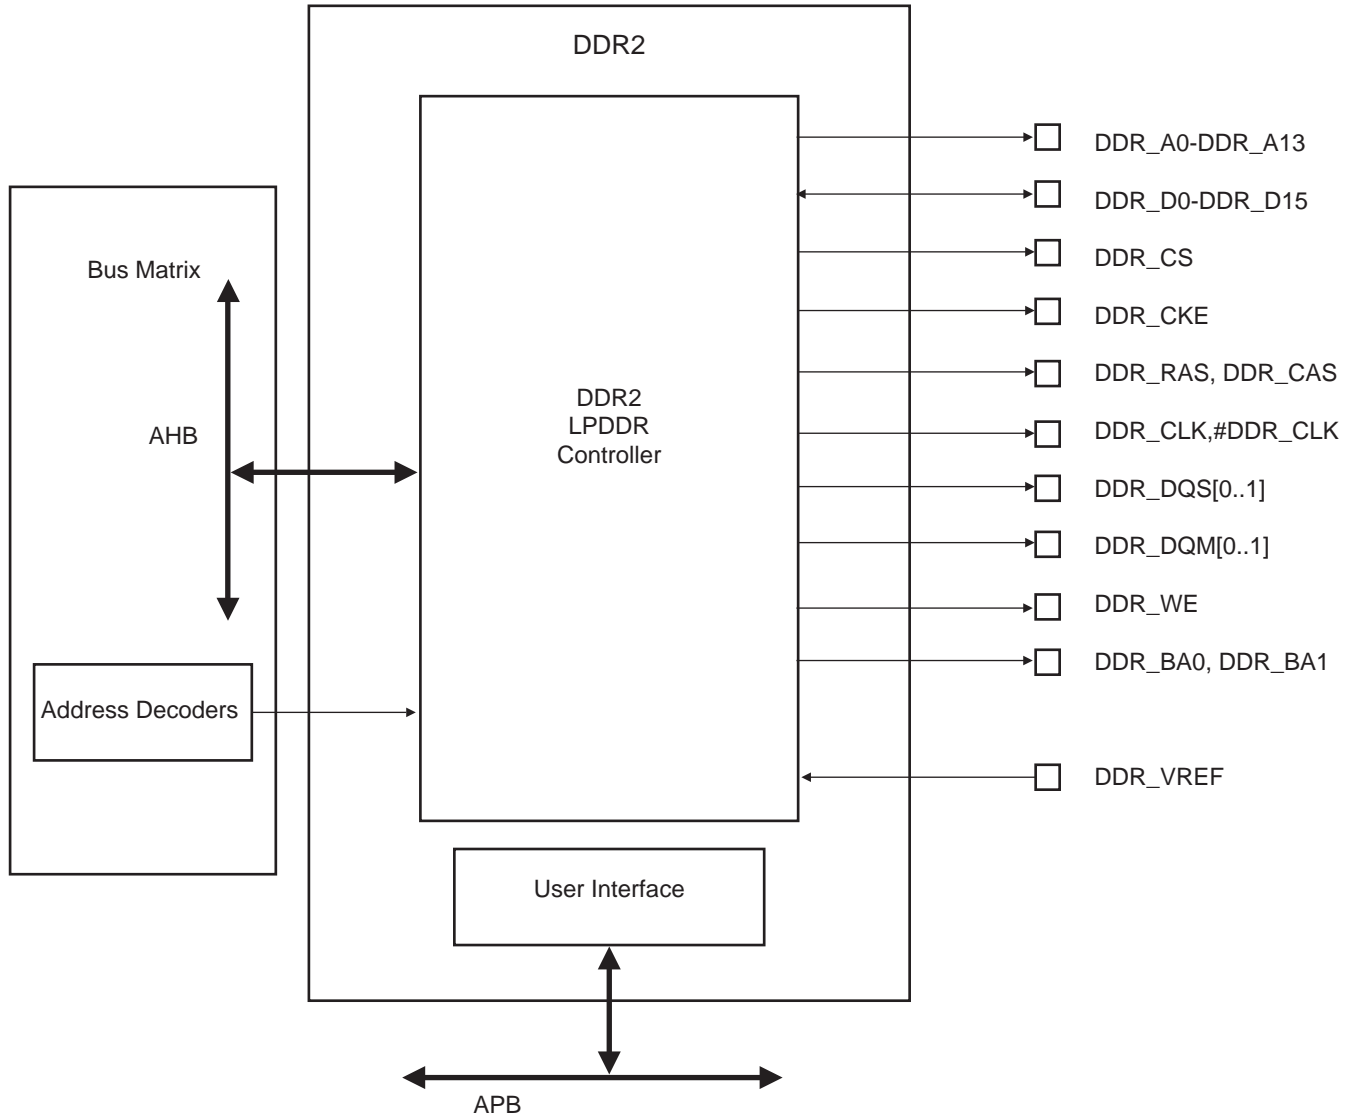 DDR2
DDR_A0-DDR_A13
DDR_D0-DDR_D15
DDR_CS
DDR_CKE
DDR_RAS, DDR_CAS
DDR_CLK,#DDR_CLK
DDR_DQS[0..1]
DDR_DQM[0..1]
DDR_WE
DDR_BA0, DDR_BA1
DDR_VREF
Bus Matrix
AHB
Address Decoders
DDR2
LPDDR
Controller
User Interface
APB